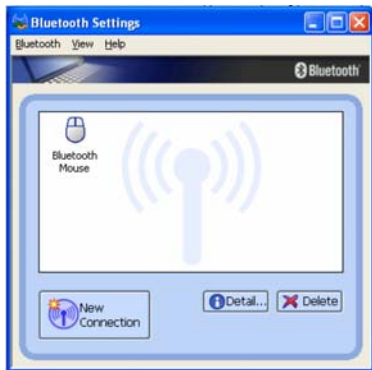 Bluetooth Settings
Bluetooth View Help
Bluetooth
Bluetooth
Mouse
New
Connection
Detail...
Delete